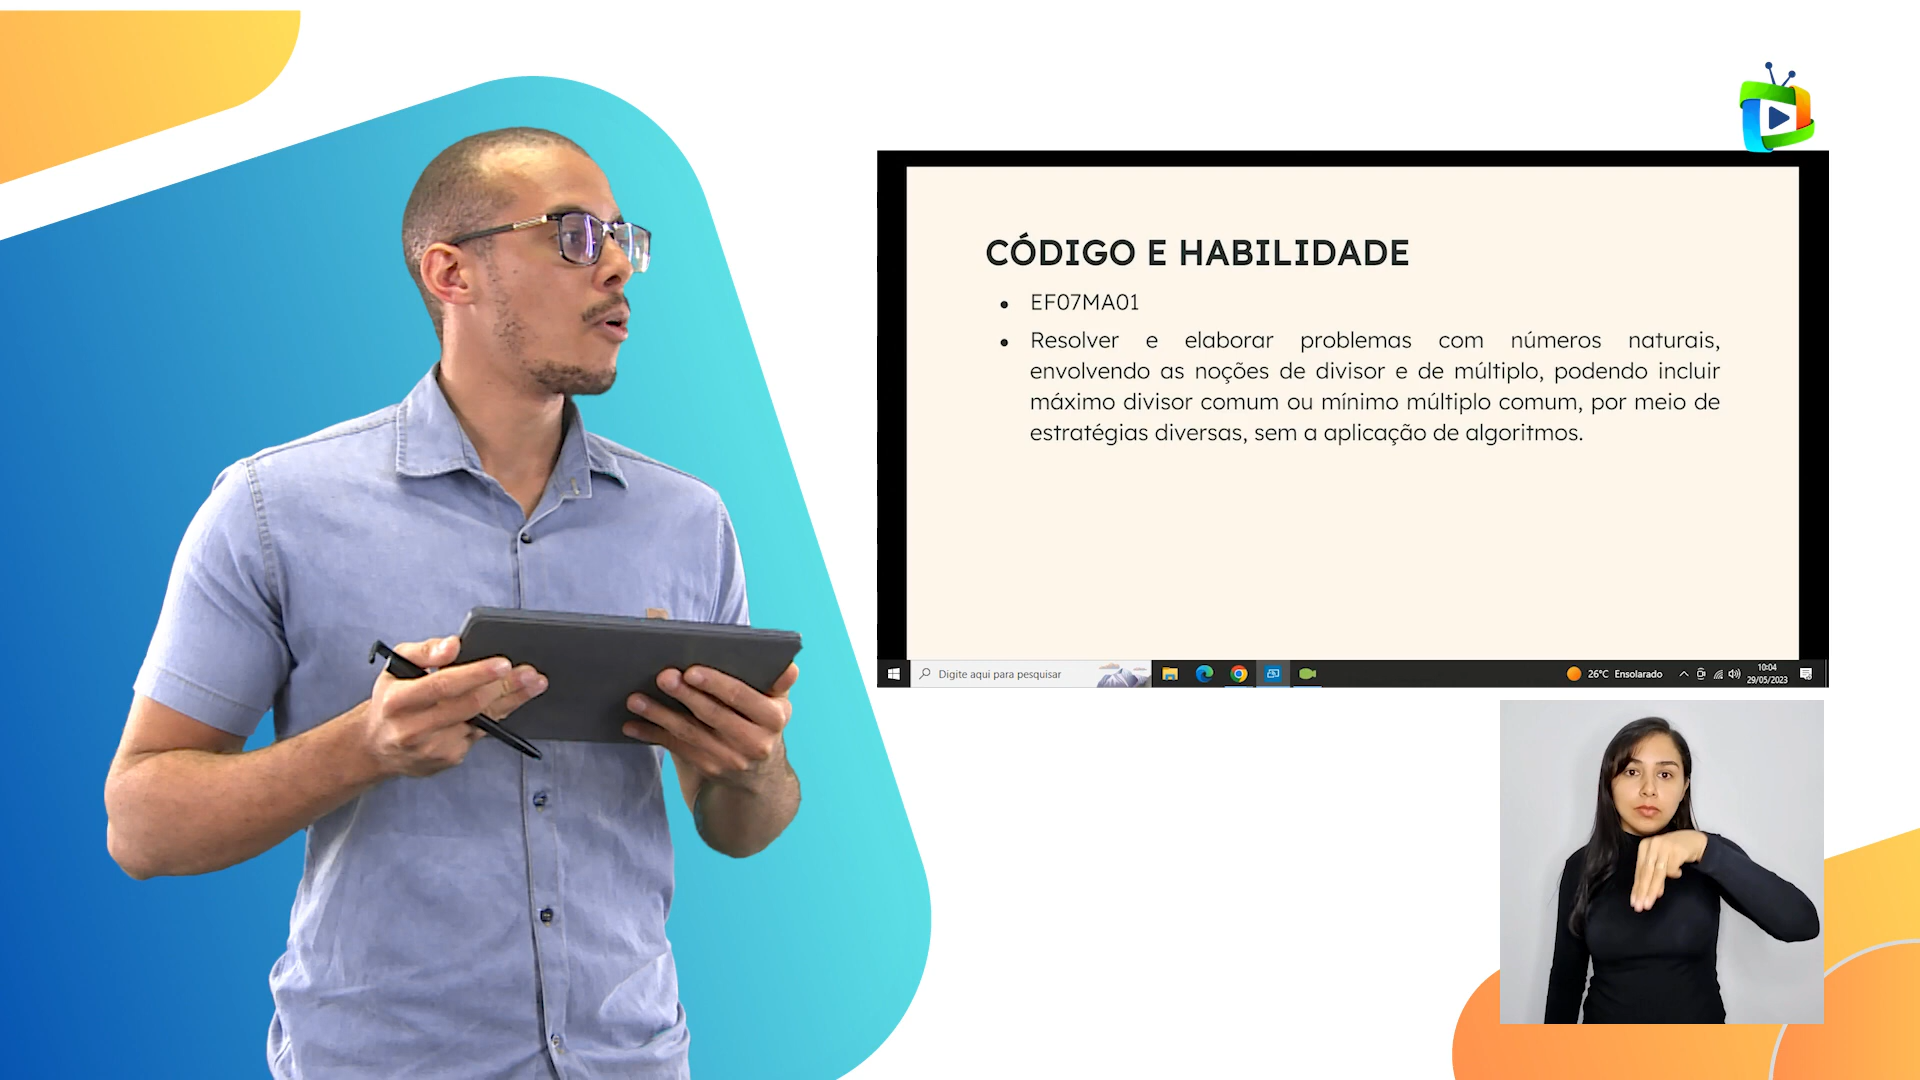 CÓDIGO E HABILIDADE
EF07MA01
Resolver e elaborar problemas com números naturais,
envolvendo as noções de divisor e de múltiplo, podendo incluir
máximo divisor comum ou mínimo múltiplo comum, por meio de
estratégias diversas, sem a aplicação de algoritmos.
Digite aqui para pesquisar
26°C Ensolarado
10:04
29/05/2023